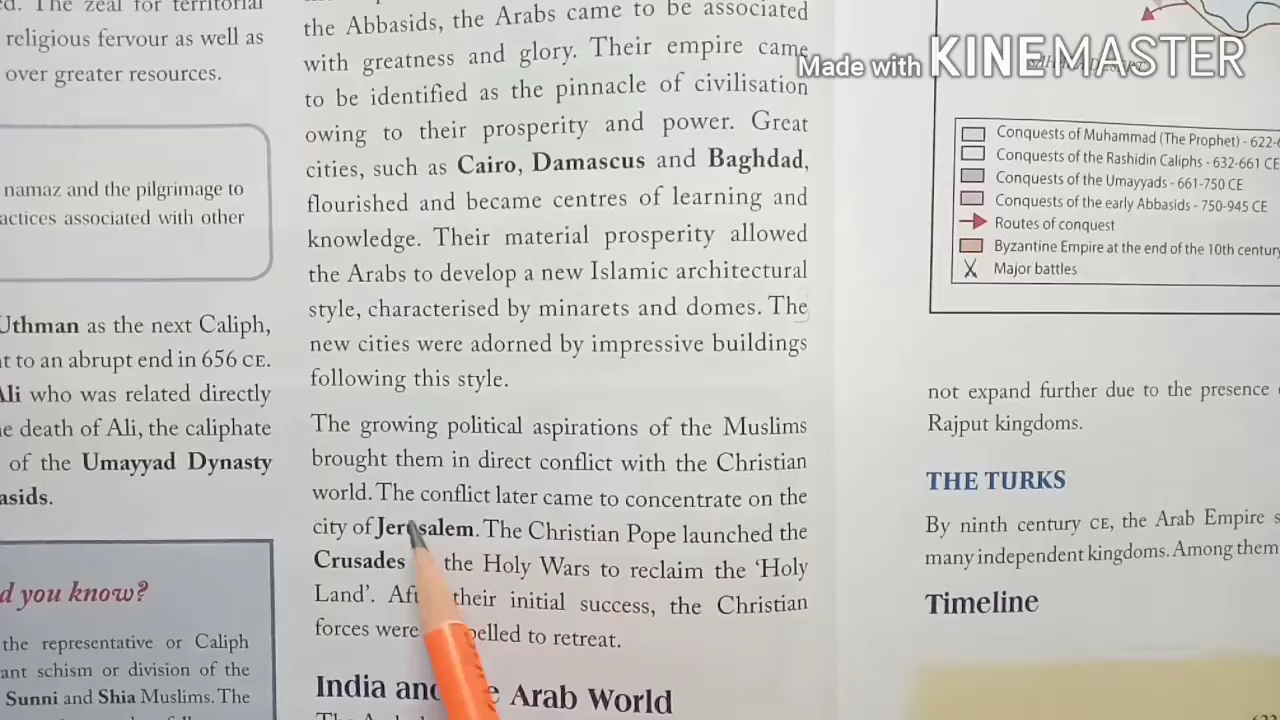 ed. The zeal for territorial
religious fervour as well as
over greater resources.
namaz and the pilgrimage to
actices associated with other
Uthman as the next Caliph,
t to an abrupt end in 656 CE.
Ali who was related directly
e death of Ali, the caliphate
of the Umayyad Dynasty
asids.
d you know?
the representative or Caliph
ant schism or division of the
Sunni and Shia Muslims. The
the Abbasids, the Arabs came to be associated
with greatness and glory. Their empire came
to be identified as the pinnacle of civilisation
owing to their prosperity and power. Great
cities, such as Cairo, Damascus and Baghdad,
flourished and became centres of learning and
knowledge. Their material prosperity allowed
the Arabs to develop a new Islamic architectural
style, characterised by minarets and domes. The
new cities were adorned by impressive buildings
following this style.
The growing political aspirations of the Muslims
brought them in direct conflict with the Christian
world. The conflict later came to concentrate on the
city of Jerusalem. The Christian Pope launched the
Crusades the Holy Wars to reclaim the ‘Holy
Land’. their initial success, the Christian
forces were pelled to retreat.
India and Arab World
Made with KINEMASTER
Conquests of Muhammad (The Prophet) - 622-
Conquests of the Rashidin Caliphs - 632-661 CE
Conquests of the Umayyads - 661-750 CE
Conquests of the early Abbasids - 750-945 CE
Routes of conquest
Byzantine Empire at the end of the 10th century
Major battles
not expand further due to the presence
Rajput kingdoms.
THE TURKS
By ninth century CE, the Arab Empire s
many independent kingdoms. Among them
Timeline